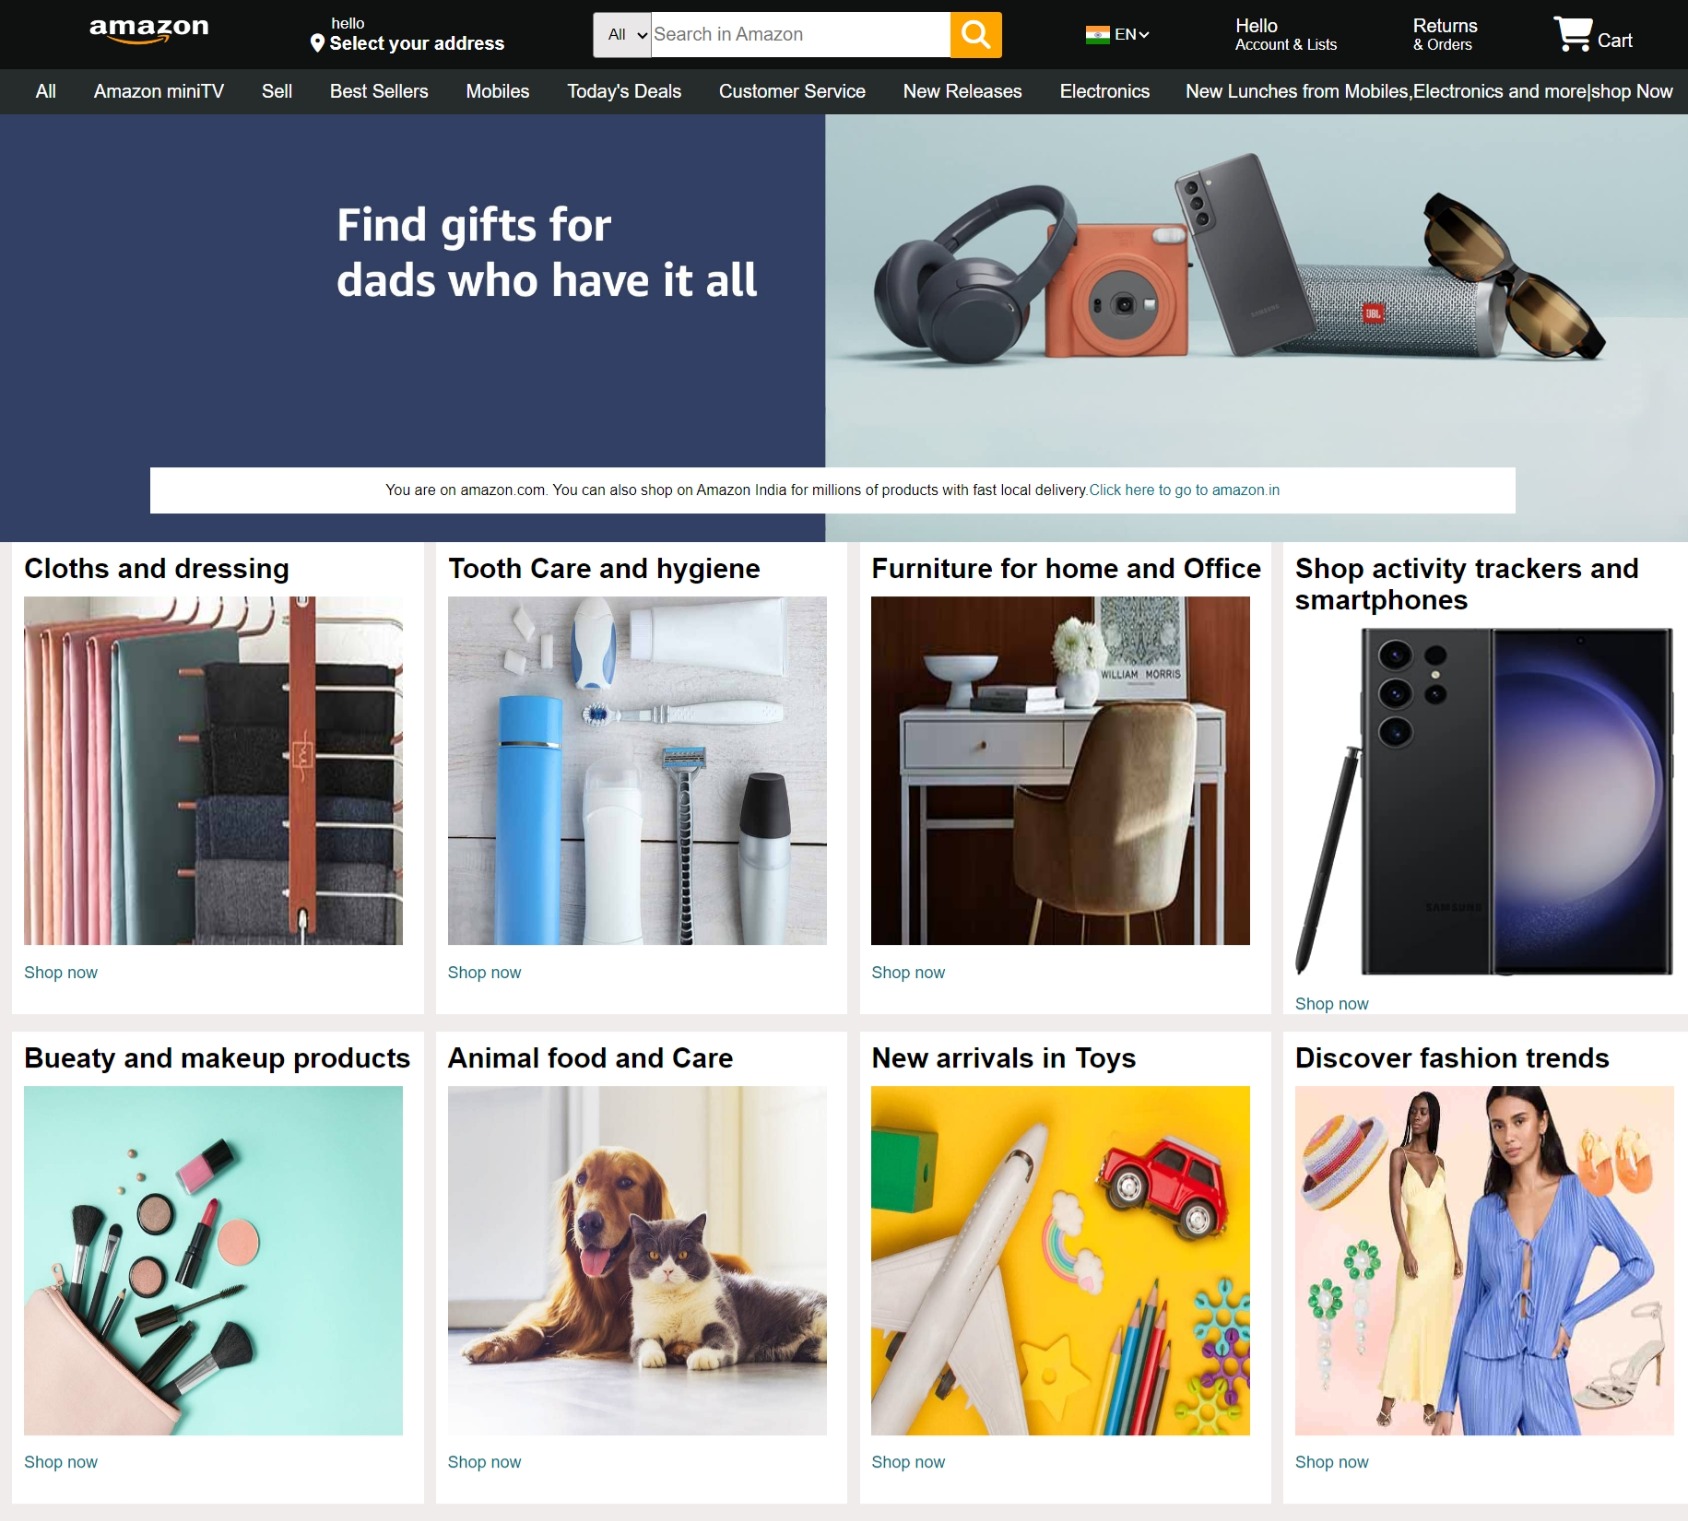 amazon
hello
Select your address
All
Search in Amazon
EN
Hello
Account & Lists
Returns
& Orders
Cart
All Amazon miniTV Sell Best Sellers Mobiles Today's Deals Customer Service New Releases Electronics New Lunches from Mobiles,Electronics and more|shop Now
Find gifts for
dads who have it all
SAMSUNG
JBL
You are on amazon.com. You can also shop on Amazon India for millions of products with fast local delivery.Click here to go to amazon.in
Cloths and dressing
Shop now
Tooth Care and hygiene
Shop now
Furniture for home and Office
WILLIAM MORRIS
Shop now
Shop activity trackers and
smartphones
SAMSUNG
Shop now
Bueaty and makeup products
Shop now
Animal food and Care
Shop now
New arrivals in Toys
Shop now
Discover fashion trends
Shop now